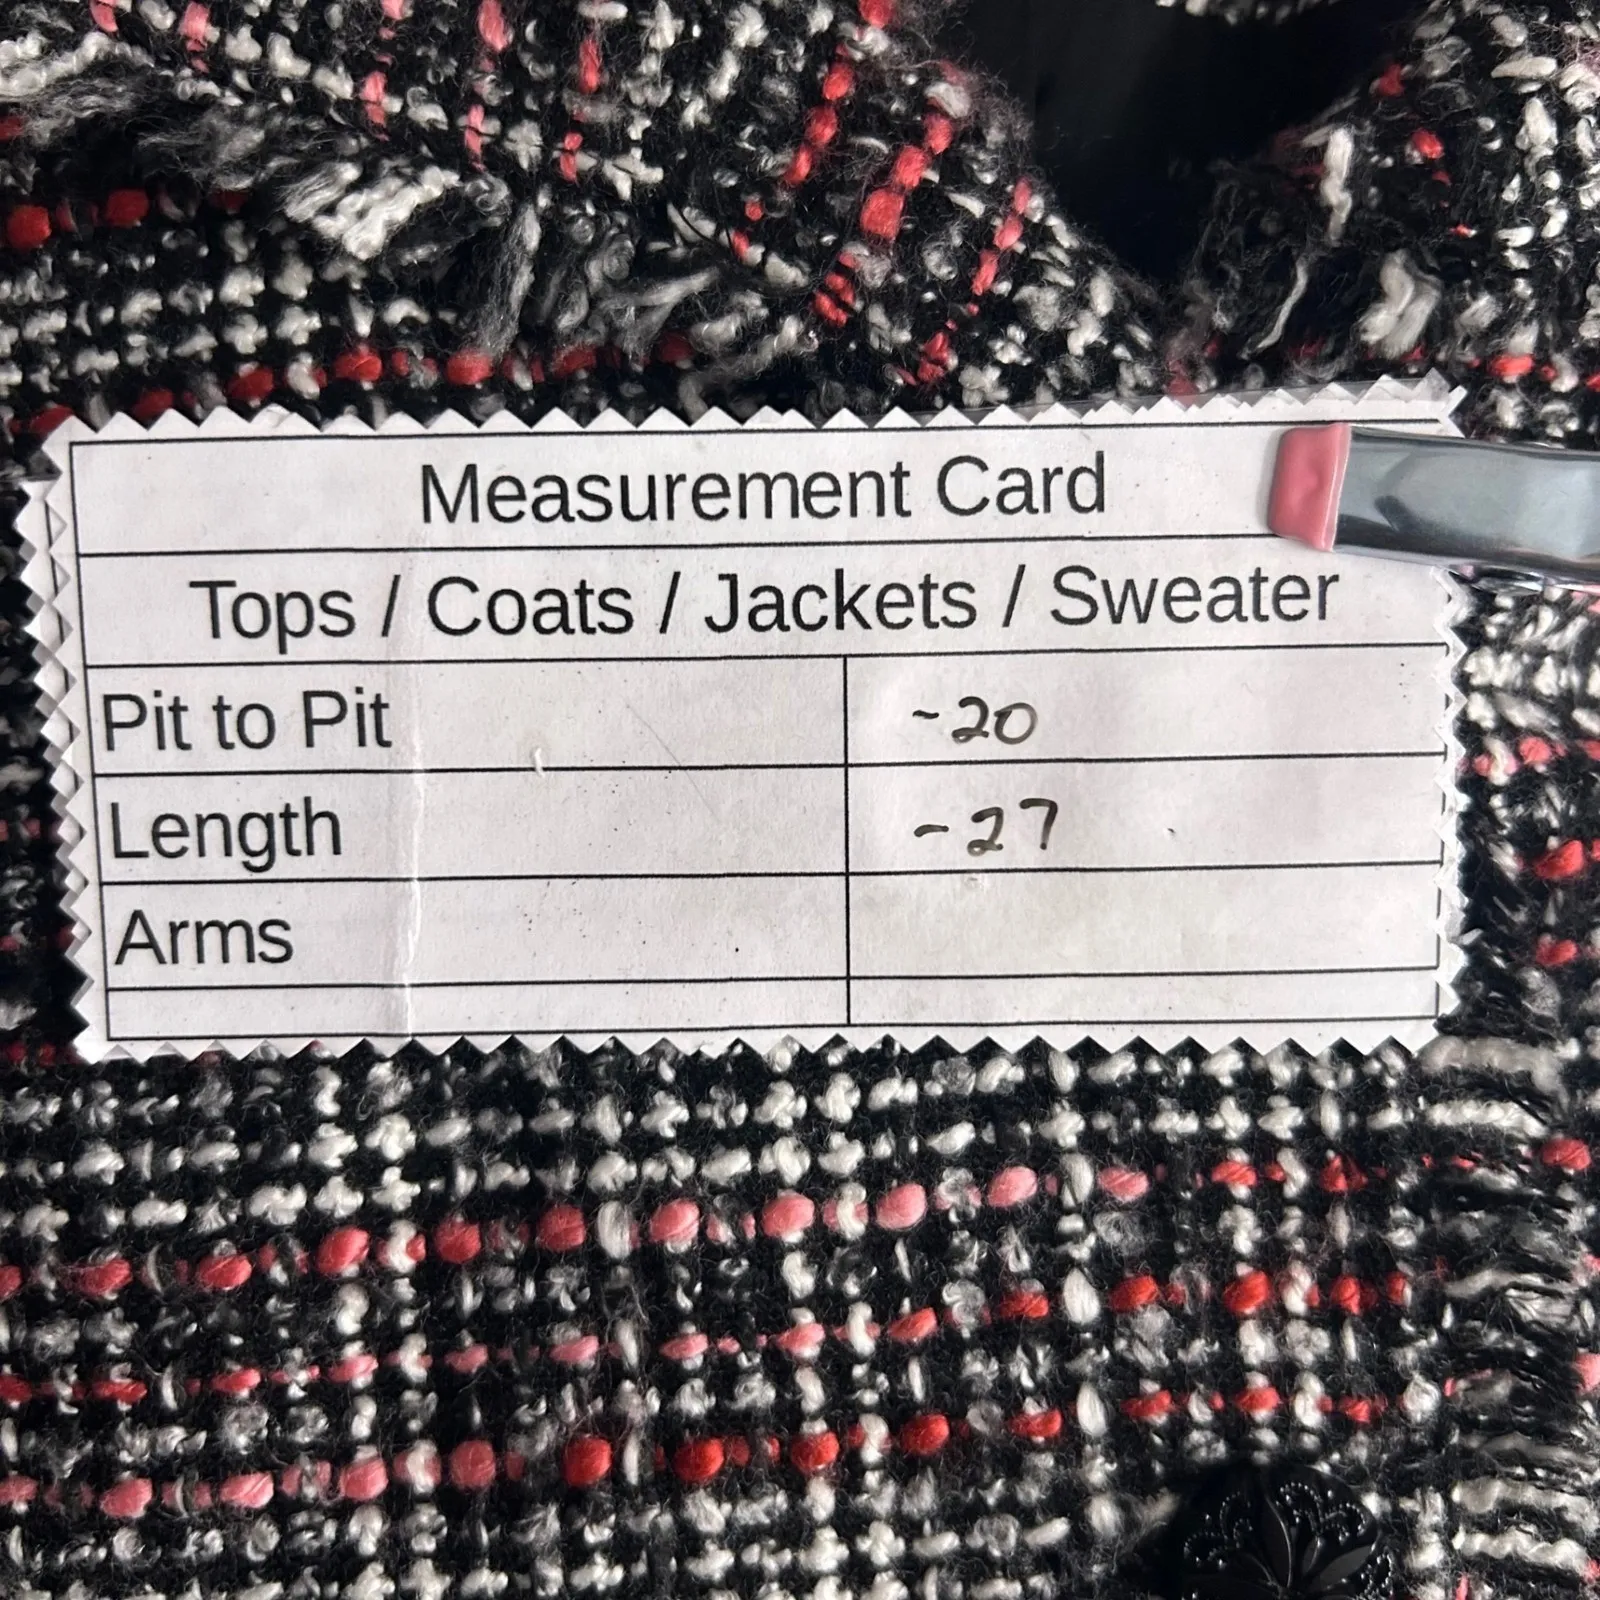 Measurement Card
Tops / Coats / Jackets / Sweater
Pit to Pit ~20
Length ~27
Arms